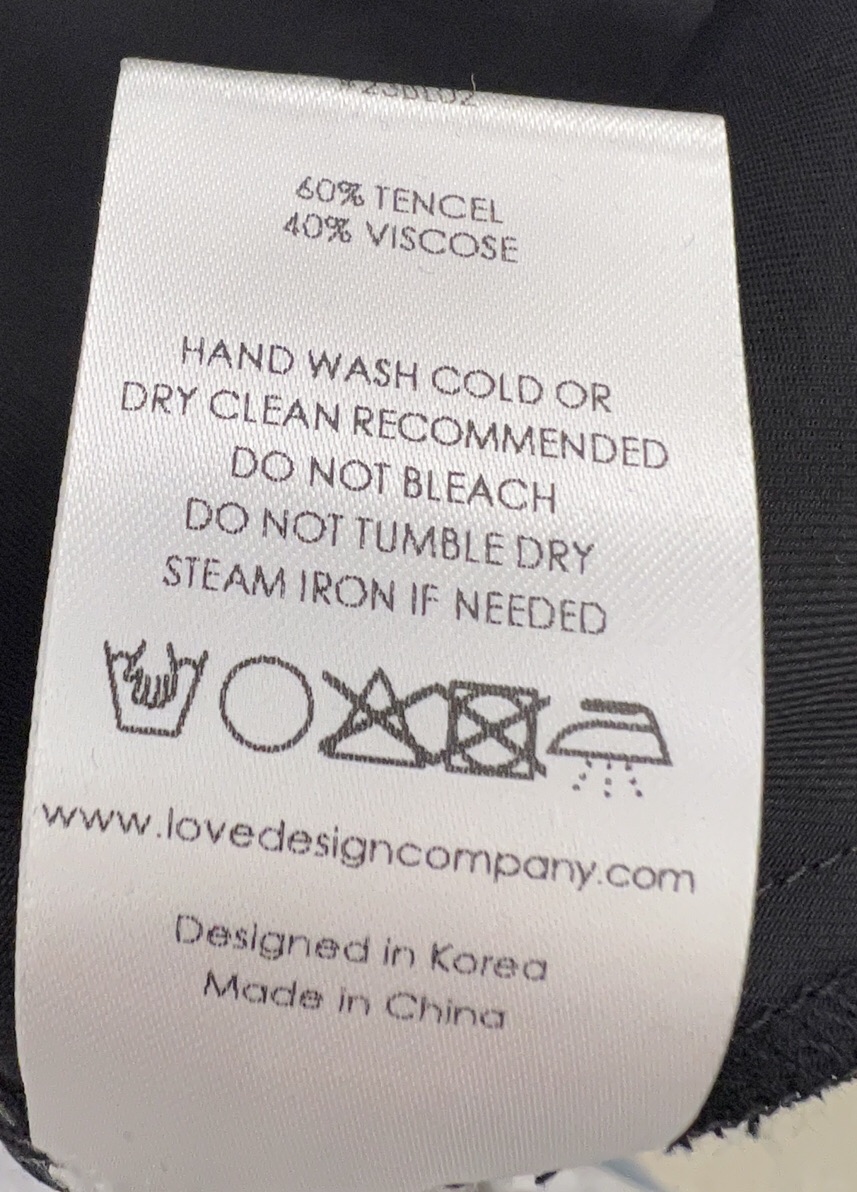 60% TENCEL
40% VISCOSE
HAND WASH COLD OR
DRY CLEAN RECOMMENDED
DO NOT BLEACH
DO NOT TUMBLE DRY
STEAM IRON IF NEEDED
www.lovedesigncompany.com
Designed in Korea
Made in China